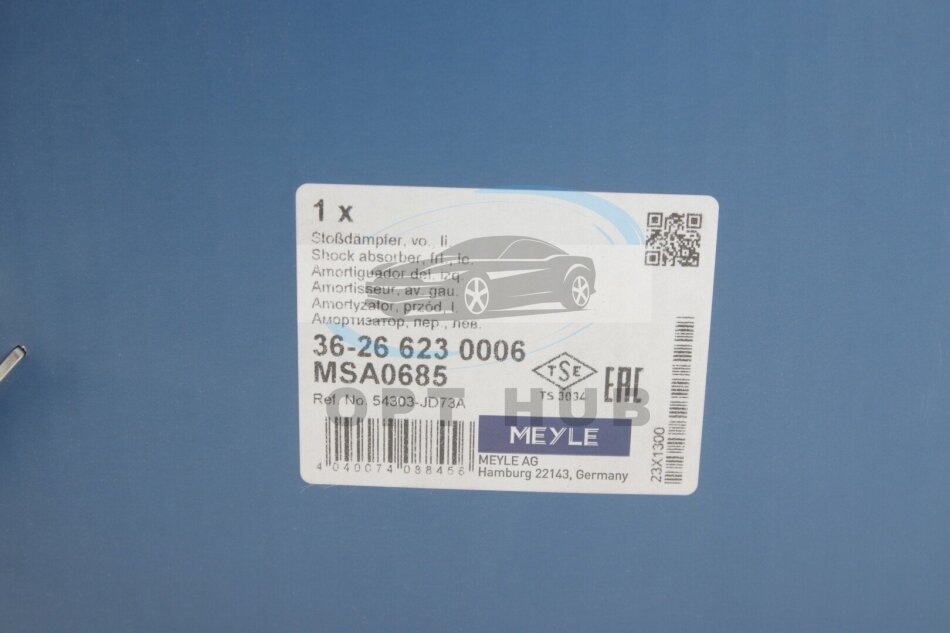 1 x
Stoßdämpfer, vo., li
Shock absorber, frt., le.
Amortiguador del. izq.
Amortisseur, av. gau.
Amortyzator, przód, l.
Амортизатор, пер., лев.
36-26 623 0006
MSA0685
Ref. No. 54303-JD73A
TSE
TS 3034
EAC
OPT HUB
MEYLE
4 040074 038456
MEYLE AG
Hamburg 22143, Germany
23X1300